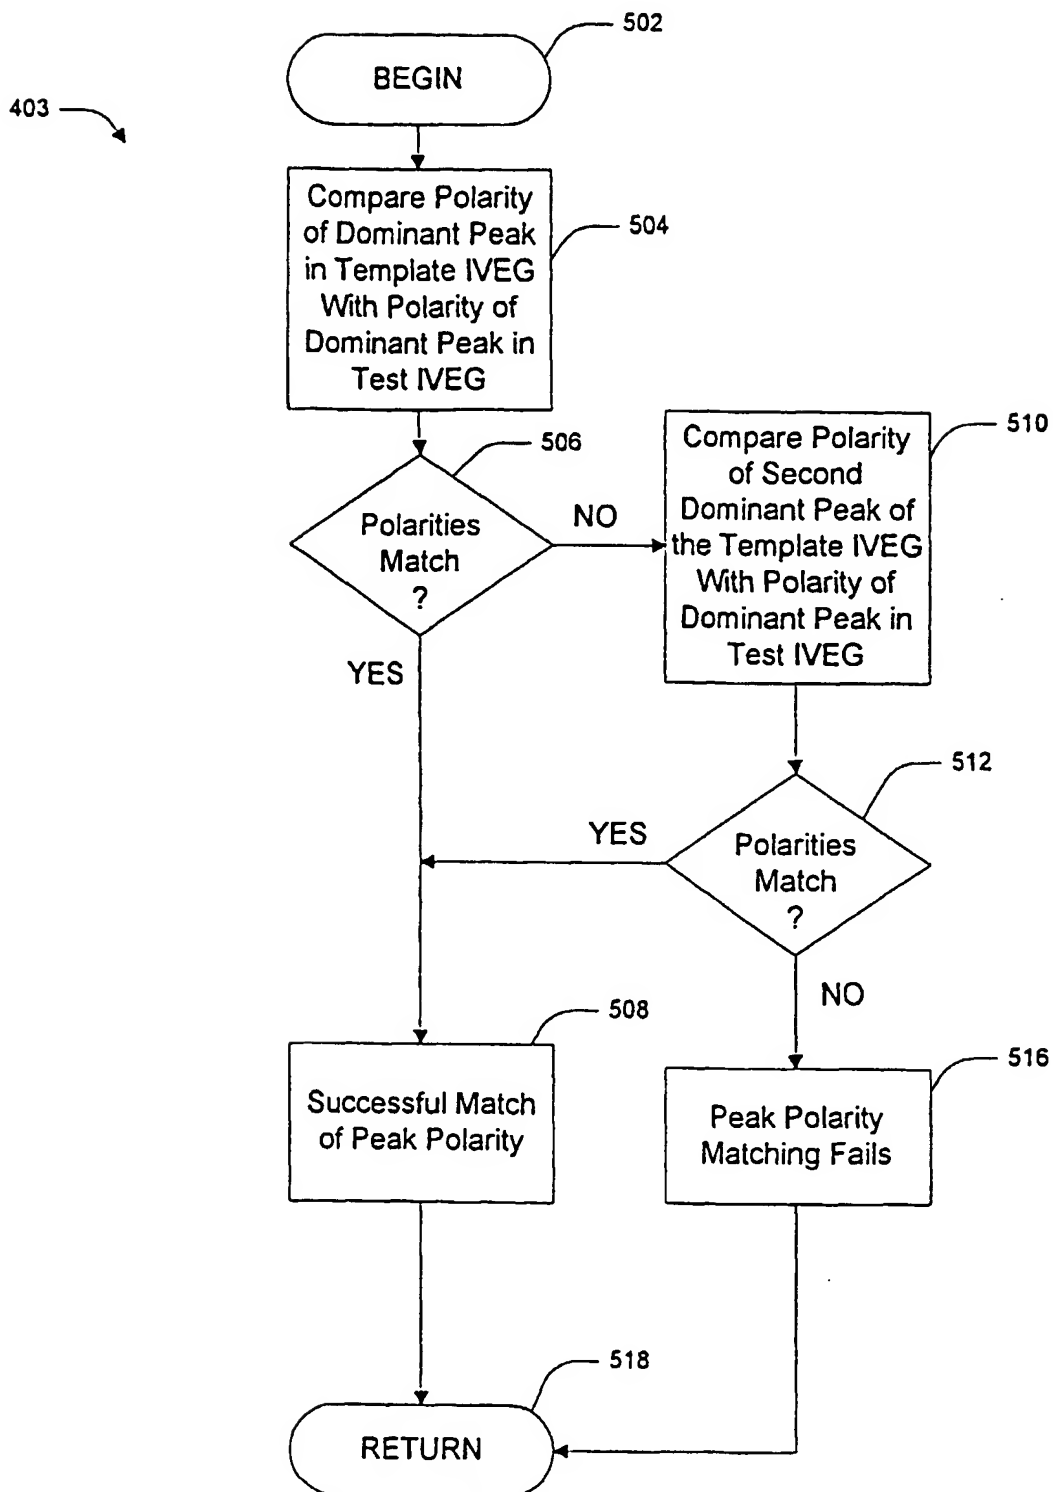 502
BEGIN
403
Compare Polarity
of Dominant Peak
in Template IVEG
With Polarity of
Dominant Peak in
Test IVEG
504
506
Polarities
Match
?
NO
YES
510
Compare Polarity
of Second
Dominant Peak of
the Template IVEG
With Polarity of
Dominant Peak in
Test IVEG
512
YES
Polarities
Match
?
NO
508
Successful Match
of Peak Polarity
516
Peak Polarity
Matching Fails
518
RETURN